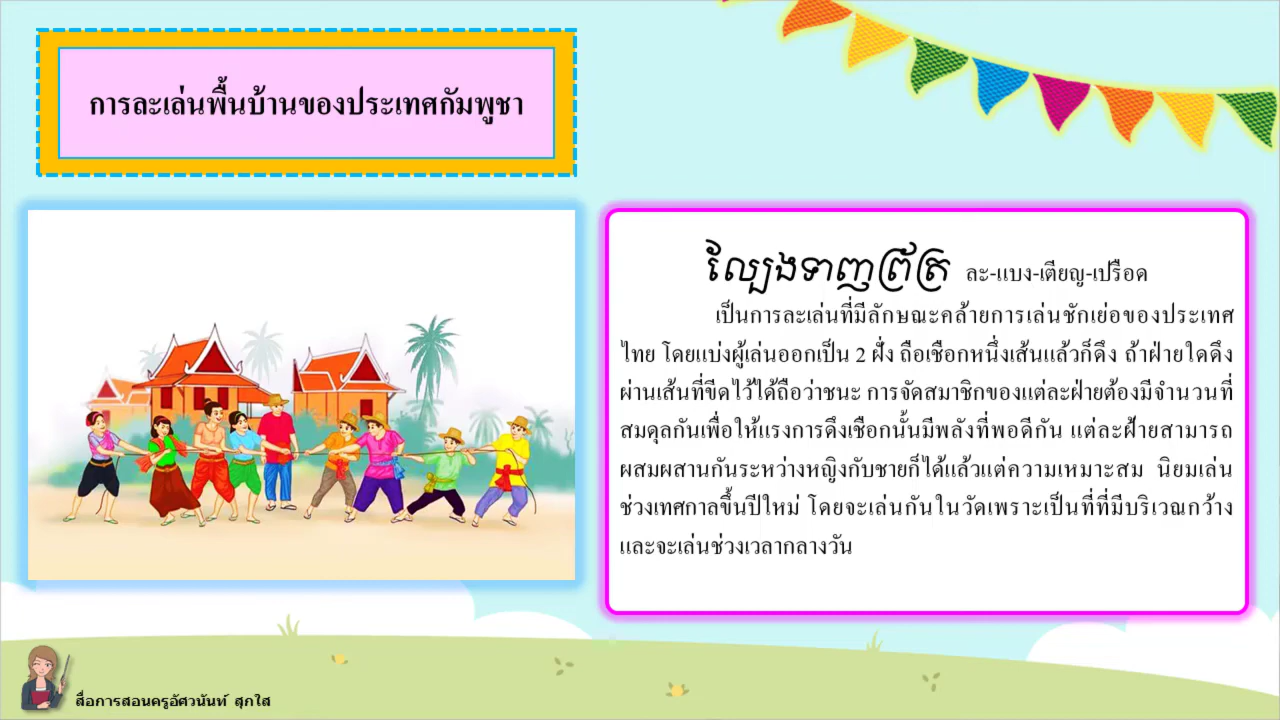 การละเล่นพื้นบ้านของประเทศกัมพูชา
ល្បែងទាញព្រ័ត្រ ละ-แบง-เตียญ-เปรือด
เป็นการละเล่นที่มีลักษณะคล้ายการเล่นชักเย่อของประเทศ
ไทย โดยแบ่งผู้เล่นออกเป็น 2 ฝั่ง ถือเชือกหนึ่งเส้นแล้วก็ดึง ถ้าฝ่ายใดดึง
ผ่านเส้นที่ขีดไว้ได้ถือว่าชนะ การจัดสมาชิกของแต่ละฝ่ายต้องมีจำนวนที่
สมดุลกันเพื่อให้แรงการดึงเชือกนั้นมีพลังที่พอดีกัน แต่ละฝ้ายสามารถ
ผสมผสานกันระหว่างหญิงกับชายก็ได้แล้วแต่ความเหมาะสม นิยมเล่น
ช่วงเทศกาลขึ้นปีใหม่ โดยจะเล่นกันในวัดเพราะเป็นที่ที่มีบริเวณกว้าง
และจะเล่นช่วงเวลากลางวัน
สื่อการสอนครูอัศวนันท์ สุกใส